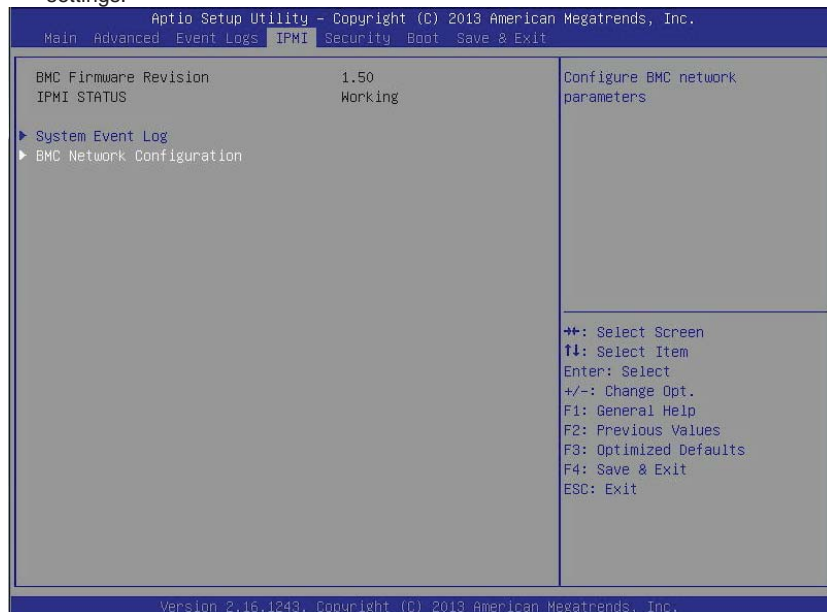 settings.
Aptio Setup Utility – Copyright (C) 2013 American Megatrends, Inc.
Main Advanced Event Logs IPMI Security Boot Save & Exit
BMC Firmware Revision 1.50
IPMI STATUS Working
System Event Log
BMC Network Configuration
Configure BMC network
parameters
→←: Select Screen
↑↓: Select Item
Enter: Select
+/-: Change Opt.
F1: General Help
F2: Previous Values
F3: Optimized Defaults
F4: Save & Exit
ESC: Exit
Version 2.16.1243. Copyright (C) 2013 American Megatrends, Inc.